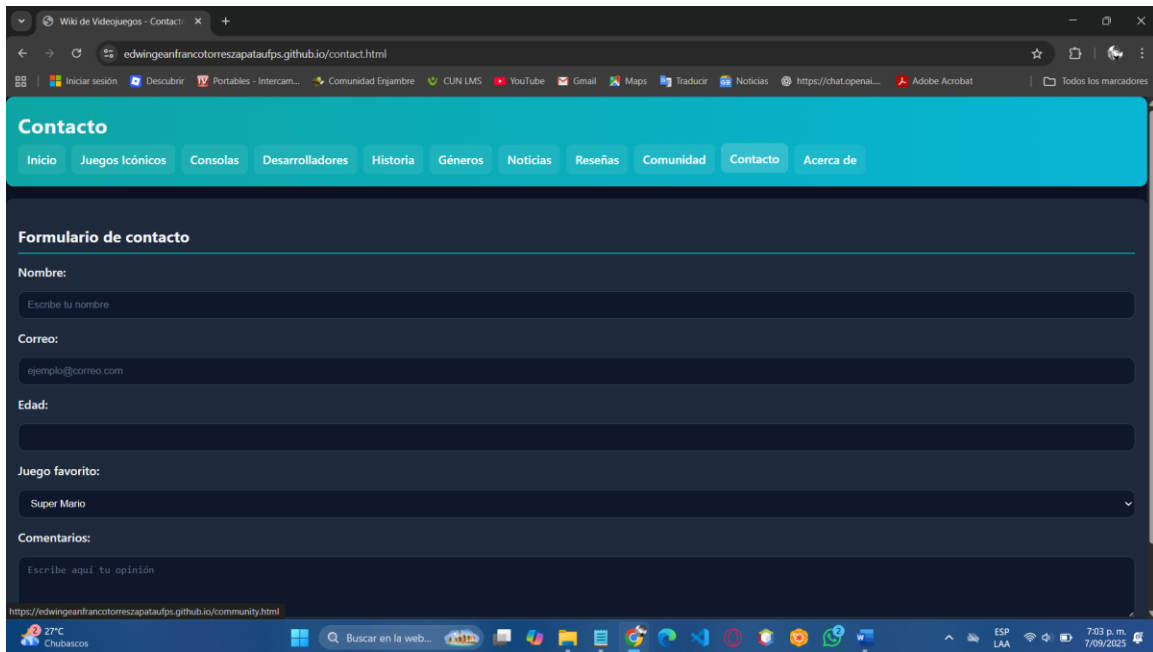 Wiki de Videojuegos - Contacto
edwingeanfrancotorreszapataufps.github.io/contact.html
Iniciar sesión Descubrir Portables - Intercam... Comunidad Enjambre CUN LMS YouTube Gmail Maps Traducir Noticias https://chat.openai.... Adobe Acrobat Todos los marcadores
Contacto
Inicio Juegos Icónicos Consolas Desarrolladores Historia Géneros Noticias Reseñas Comunidad Contacto Acerca de
Formulario de contacto
Nombre:
Escribe tu nombre
Correo:
ejemplo@correo.com
Edad:
Juego favorito:
Super Mario
Comentarios:
Escribe aquí tu opinión
https://edwingeanfrancotorreszapataufps.github.io/community.html
2 27°C Buscar en la web... 2 ESP 7:03 p. m.
Chubascos LAA 7/09/2025